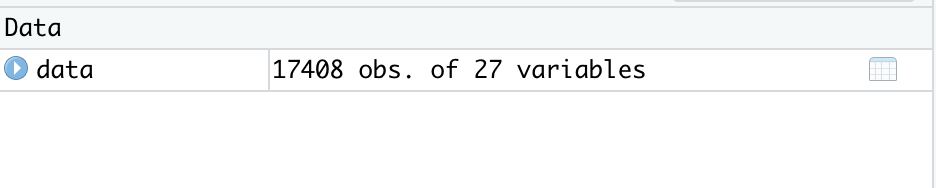 Data
data 17408 obs. of 27 variables